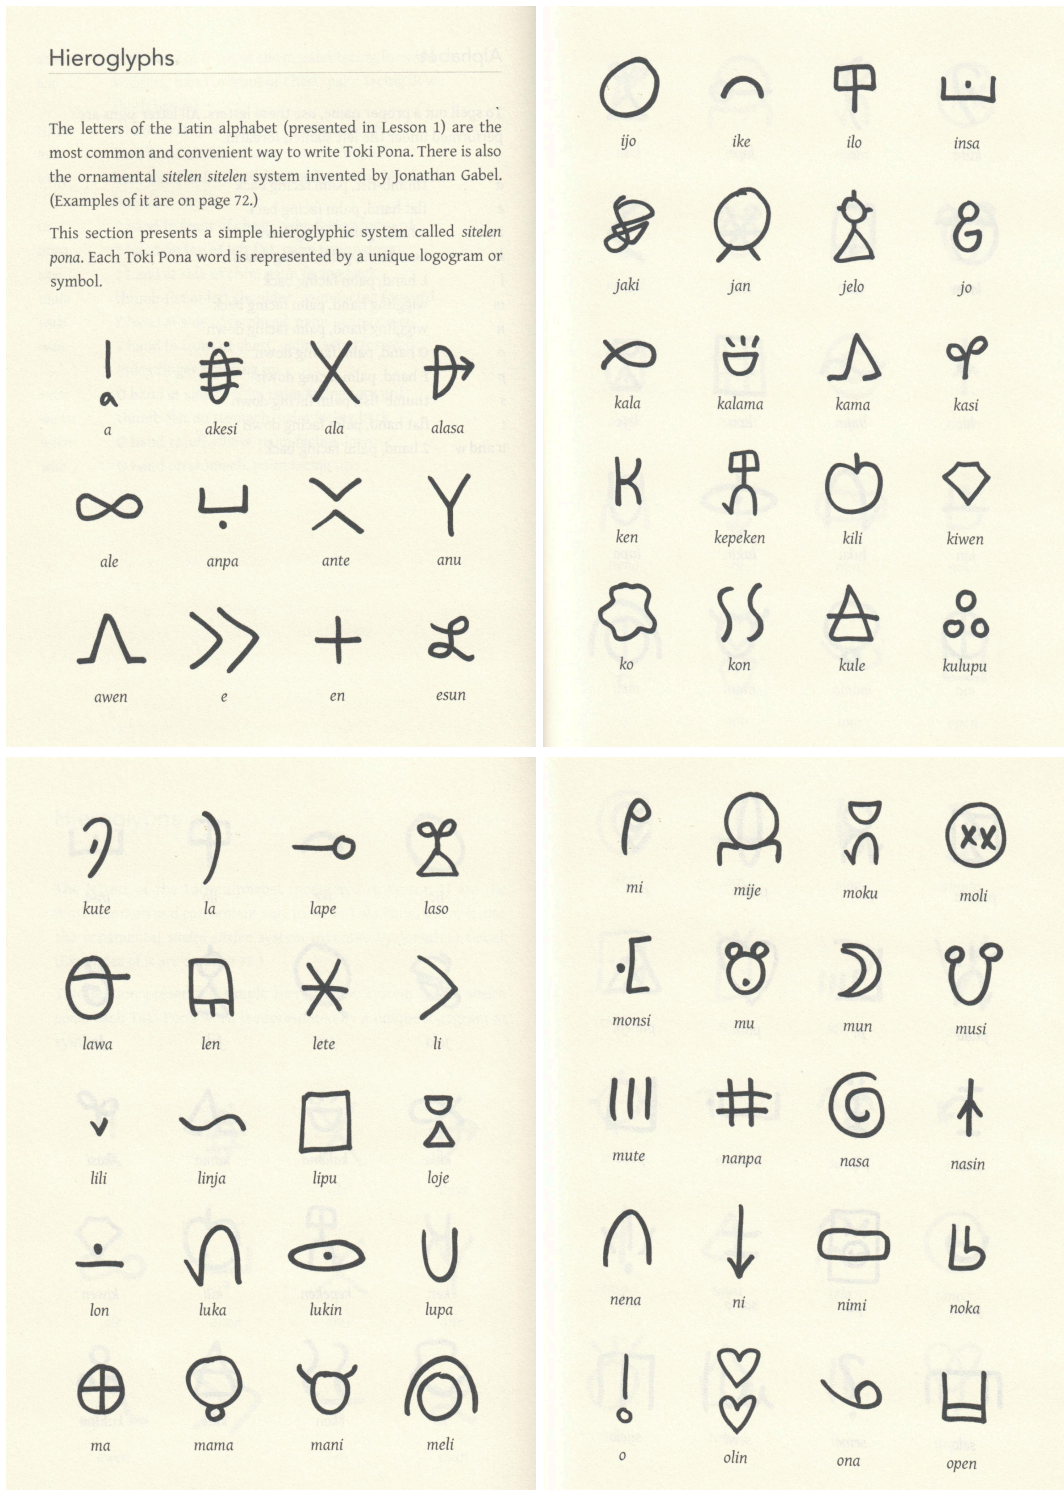 Hieroglyphs
The letters of the Latin alphabet (presented in Lesson 1) are the
most common and convenient way to write Toki Pona. There is also
the ornamental sitelen sitelen system invented by Jonathan Gabel.
(Examples of it are on page 72.)
This section presents a simple hieroglyphic system called sitelen
pona. Each Toki Pona word is represented by a unique logogram or
symbol.
a akesi ala alasa
ale anpa ante anu
awen e en esun
ijo ike ilo insa
jaki jan jelo jo
kala kalama kama kasi
ken kepeken kili kiwen
ko kon kule kulupu
kute la lape laso
lawa len lete li
lili linja lipu loje
lon luka lukin lupa
ma mama mani meli
mi mije moku moli
monsi mu mun musi
mute nanpa nasa nasin
nena ni nimi noka
o olin ona open